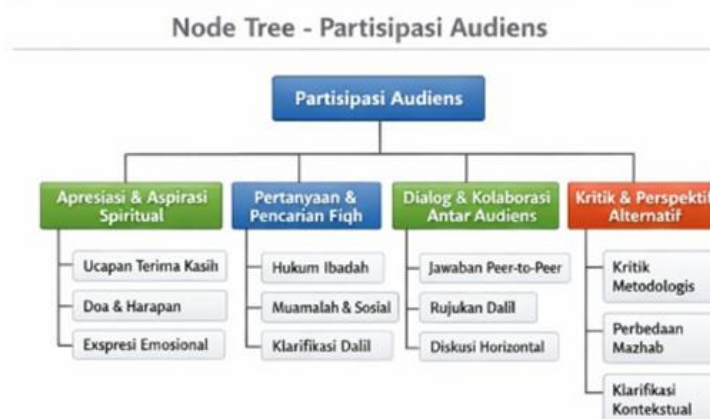 Node Tree - Partisipasi Audiens
Partisipasi Audiens
Apresiasi & Aspirasi
Spiritual
Ucapan Terima Kasih
Doa & Harapan
Exspresi Emosional
Pertanyaan &
Pencarian Fiqh
Hukum Ibadah
Muamalah & Sosial
Klarifikasi Dalil
Dialog & Kolaborasi
Antar Audiens
Jawaban Peer-to-Peer
Rujukan Dalil
Diskusi Horizontal
Kritik & Perspektif
Alternatif
Kritik
Metodologis
Perbedaan
Mazhab
Klarifikasi
Kontekstual